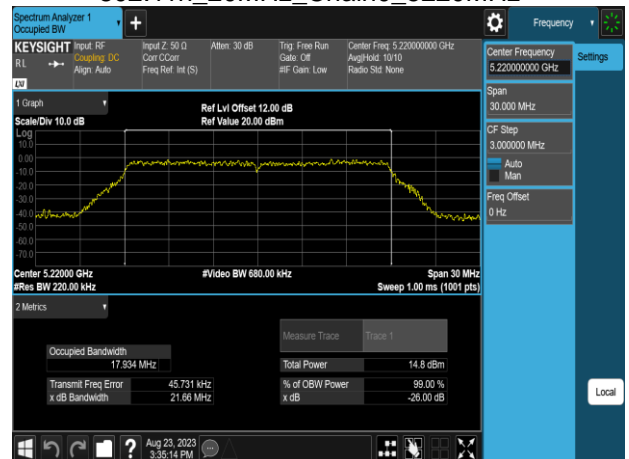 Spectrum Analyzer 1
Occupied BW
Frequency
KEYSIGHT
Input: RF
Input Z: 50 Ω
Atten: 30 dB
Trig: Free Run
Center Freq: 5.220000000 GHz
RL
Coupling: DC
Corr CCorr
Gate: Off
Avg|Hold: 10/10
Align: Auto
Freq Ref: Int (S)
#IF Gain: Low
Radio Std: None
LXI
Center Frequency
5.220000000 GHz
Settings
Span
30.000 MHz
CF Step
3.000000 MHz
Auto
Man
Freq Offset
0 Hz
Local
1 Graph
Ref Lvl Offset 12.00 dB
Scale/Div 10.0 dB
Ref Value 20.00 dBm
Log
10.0
0.00
-10.0
-20.0
-30.0
-40.0
-50.0
-60.0
-70.0
Center 5.22000 GHz
#Video BW 680.00 kHz
Span 30 MHz
#Res BW 220.00 kHz
Sweep 1.00 ms (1001 pts)
2 Metrics
Measure Trace
Trace 1
Occupied Bandwidth
17.934 MHz
Total Power
14.8 dBm
Transmit Freq Error
45.731 kHz
% of OBW Power
99.00 %
x dB Bandwidth
21.66 MHz
x dB
-26.00 dB
?
Aug 23, 2023
3:35:14 PM